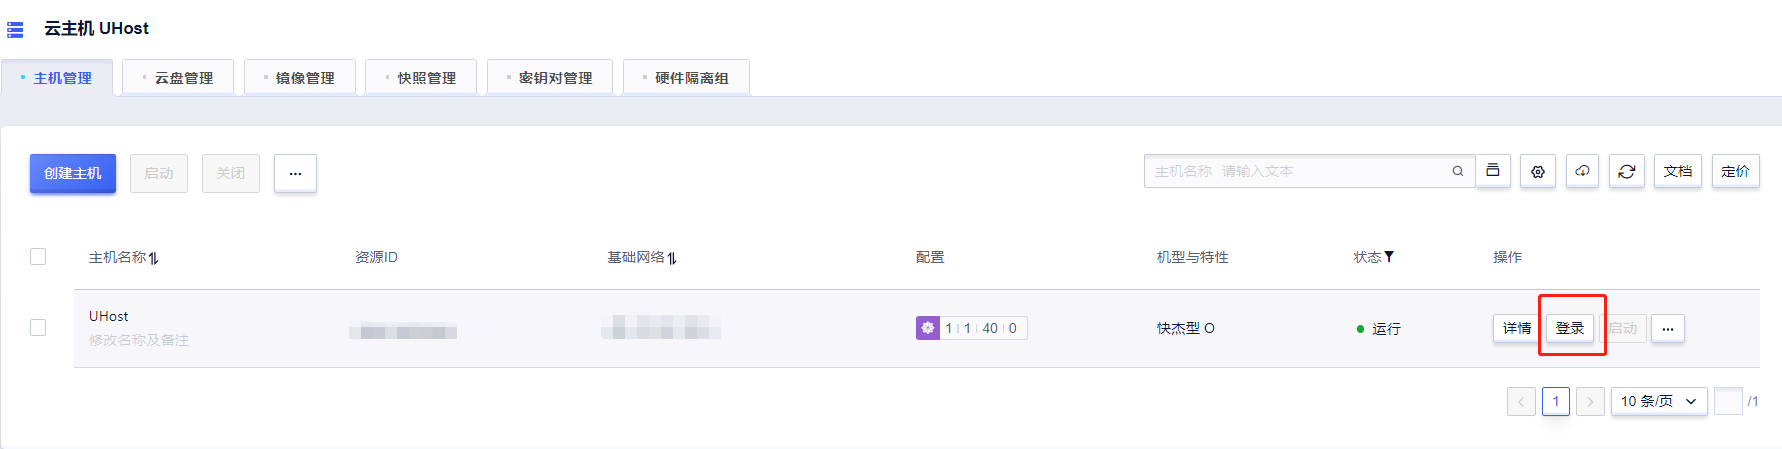 云主机 UHost
主机管理 云盘管理 镜像管理 快照管理 密钥对管理 硬件隔离组
创建主机 启动 关闭 ... 主机名称 请输入文本 文档 定价
主机名称 资源ID 基础网络 配置 机型与特性 状态 操作
UHost
修改名称及备注
1 | 1 | 40 | 0 快杰型 O 运行 详情 登录 启动 ...
1 10 条/页 /1